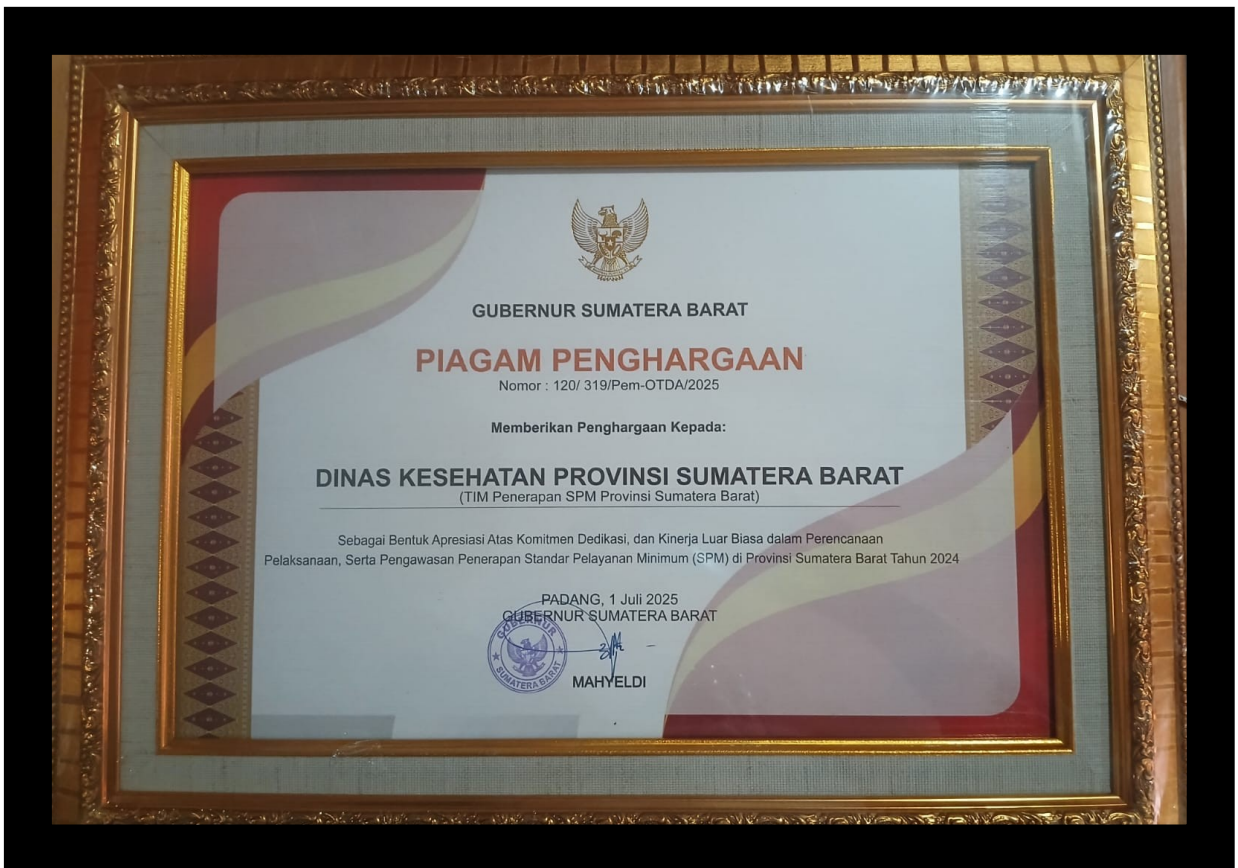 GUBERNUR SUMATERA BARAT
PIAGAM PENGHARGAAN
Nomor : 120/ 319/Pem-OTDA/2025
Memberikan Penghargaan Kepada:
DINAS KESEHATAN PROVINSI SUMATERA BARAT
(TIM Penerapan SPM Provinsi Sumatera Barat)
Sebagai Bentuk Apresiasi Atas Komitmen Dedikasi, dan Kinerja Luar Biasa dalam Perencanaan
Pelaksanaan, Serta Pengawasan Penerapan Standar Pelayanan Minimum (SPM) di Provinsi Sumatera Barat Tahun 2024
PADANG, 1 Juli 2025
GUBERNUR SUMATERA BARAT
GUBERNUR
SUMATERA BARAT
MAHYELDI